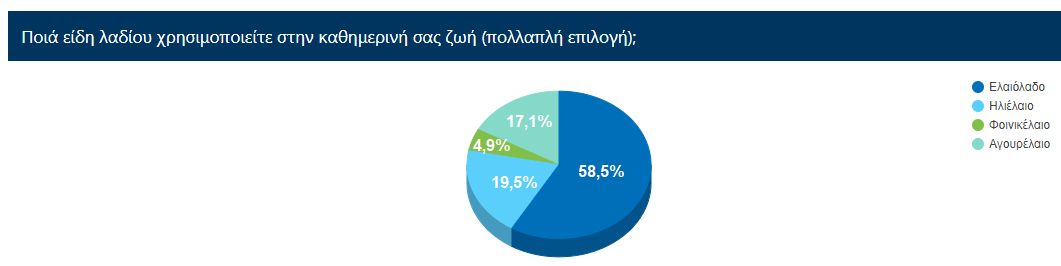 Ποιά είδη λαδίου χρησιμοποιείτε στην καθημερινή σας ζωή (πολλαπλή επιλογή);
Ελαιόλαδο
Ηλιέλαιο
Φοινικέλαιο
Αγουρέλαιο
17,1%
4,9%
58,5%
19,5%